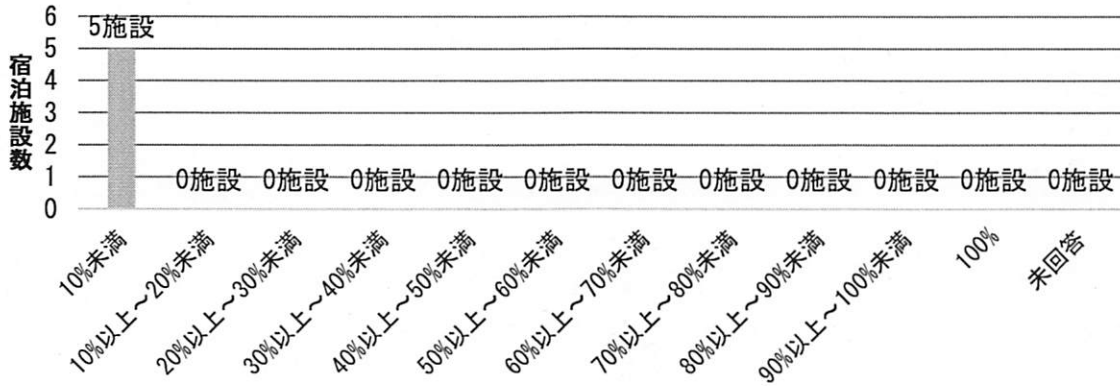 宿泊施設数
6
5
4
3
2
1
0
5施設
0施設 0施設 0施設 0施設 0施設 0施設 0施設 0施設 0施設 0施設 0施設
10%未満
10%以上～20%未満
20%以上～30%未満
30%以上～40%未満
40%以上～50%未満
50%以上～60%未満
60%以上～70%未満
70%以上～80%未満
80%以上～90%未満
90%以上～100%未満
100%
未回答